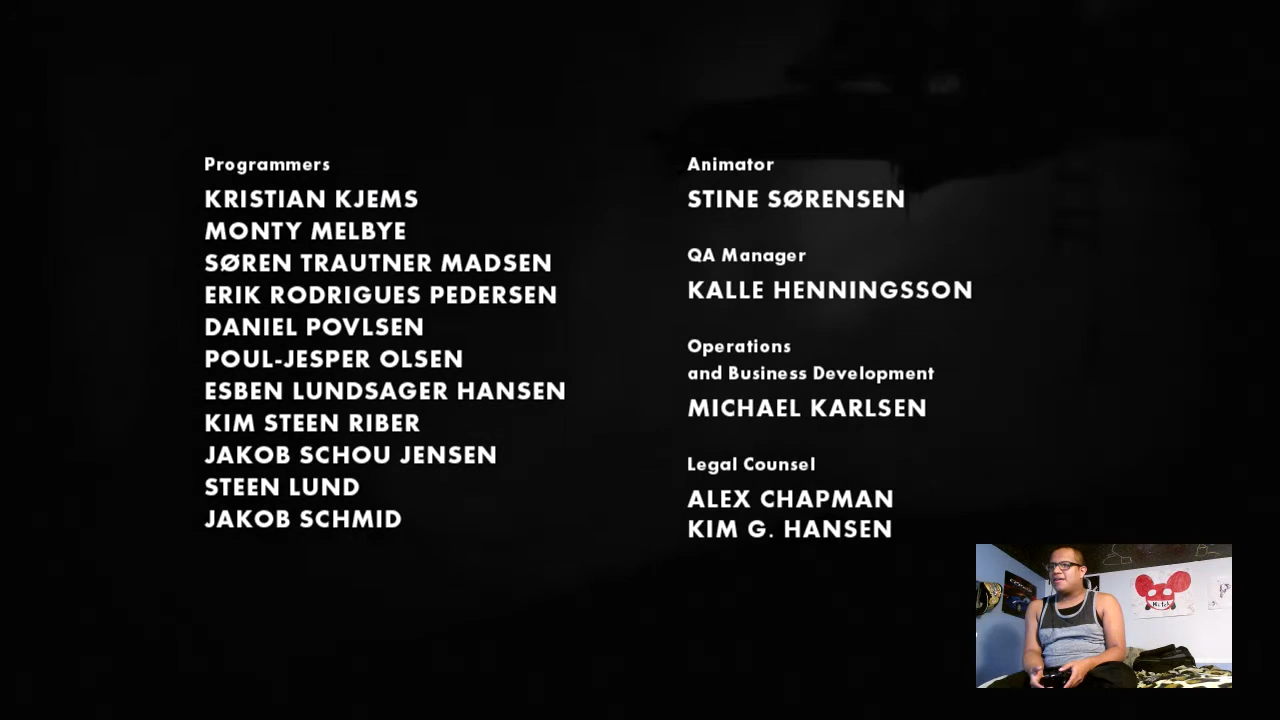 Programmers
KRISTIAN KJEMS
MONTY MELBYE
SØREN TRAUTNER MADSEN
ERIK RODRIGUES PEDERSEN
DANIEL POVLSEN
POUL-JESPER OLSEN
ESBEN LUNDSAGER HANSEN
KIM STEEN RIBER
JAKOB SCHOU JENSEN
STEEN LUND
JAKOB SCHMID
Animator
STINE SØRENSEN
QA Manager
KALLE HENNINGSSON
Operations
and Business Development
MICHAEL KARLSEN
Legal Counsel
ALEX CHAPMAN
KIM G. HANSEN